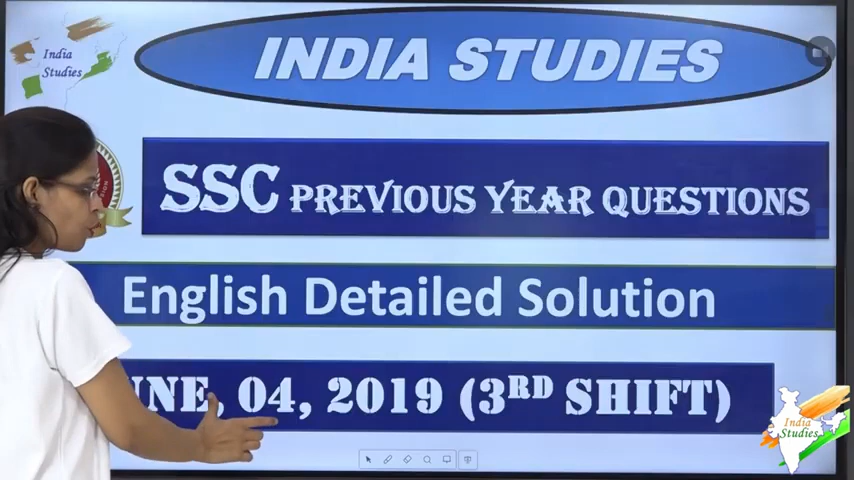 India
Studies
INDIA STUDIES
SSC PREVIOUS YEAR QUESTIONS
English Detailed Solution
UNE, 04, 2019 (3RD SHIFT)
India
Studies